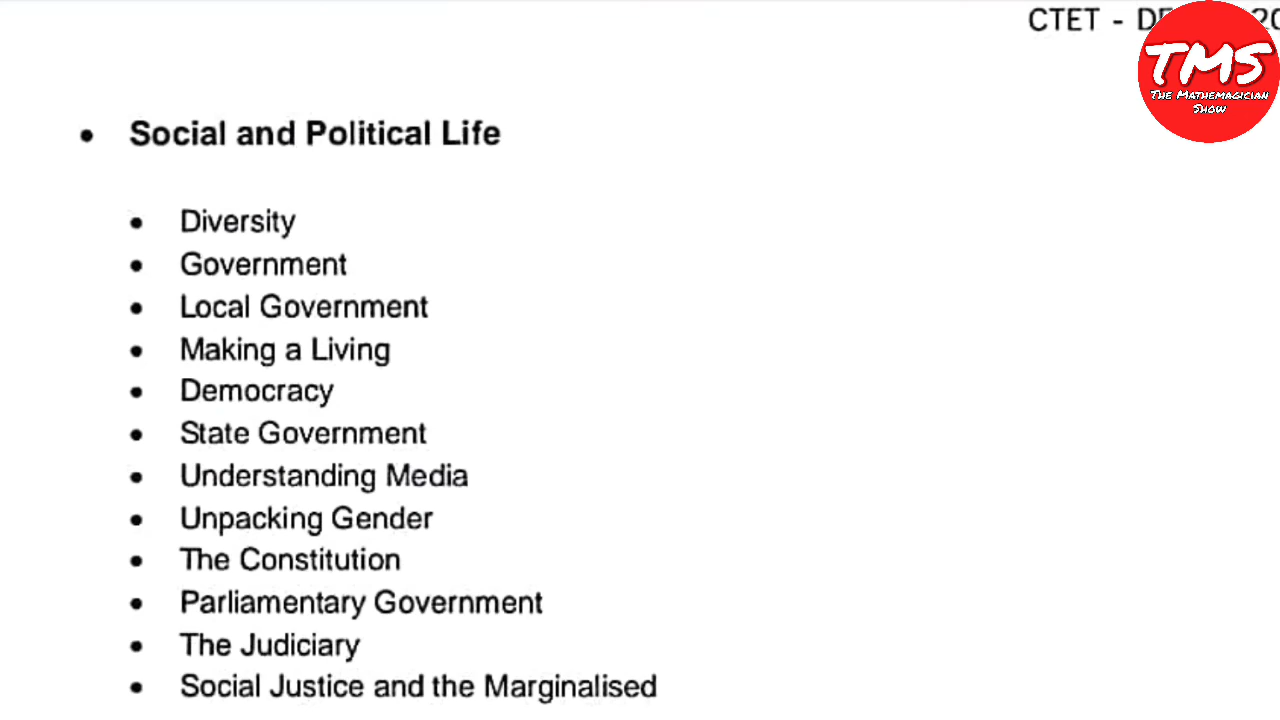 CTET -
TMS
The Mathemagician
Show
• Social and Political Life
• Diversity
• Government
• Local Government
• Making a Living
• Democracy
• State Government
• Understanding Media
• Unpacking Gender
• The Constitution
• Parliamentary Government
• The Judiciary
• Social Justice and the Marginalised